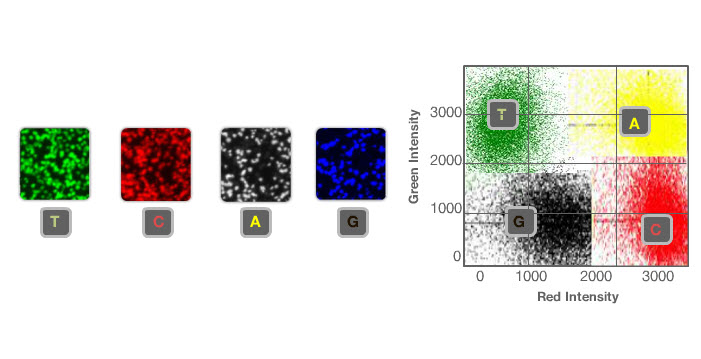 T
C
A
G
Green Intensity
3000
2000
1000
0
T
A
G
C
0 1000 2000 3000
Red Intensity